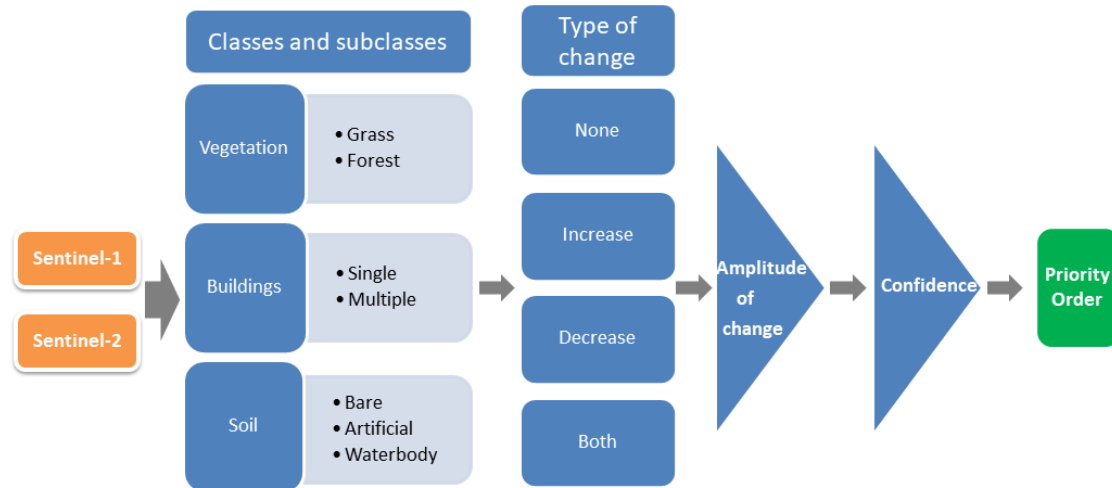 Classes and subclasses
Type of
change
Vegetation
• Grass
• Forest
None
Sentinel-1
Sentinel-2
Buildings
• Single
• Multiple
Increase
Decrease
Amplitude
of
change
Confidence
Priority
Order
Soil
• Bare
• Artificial
• Waterbody
Both